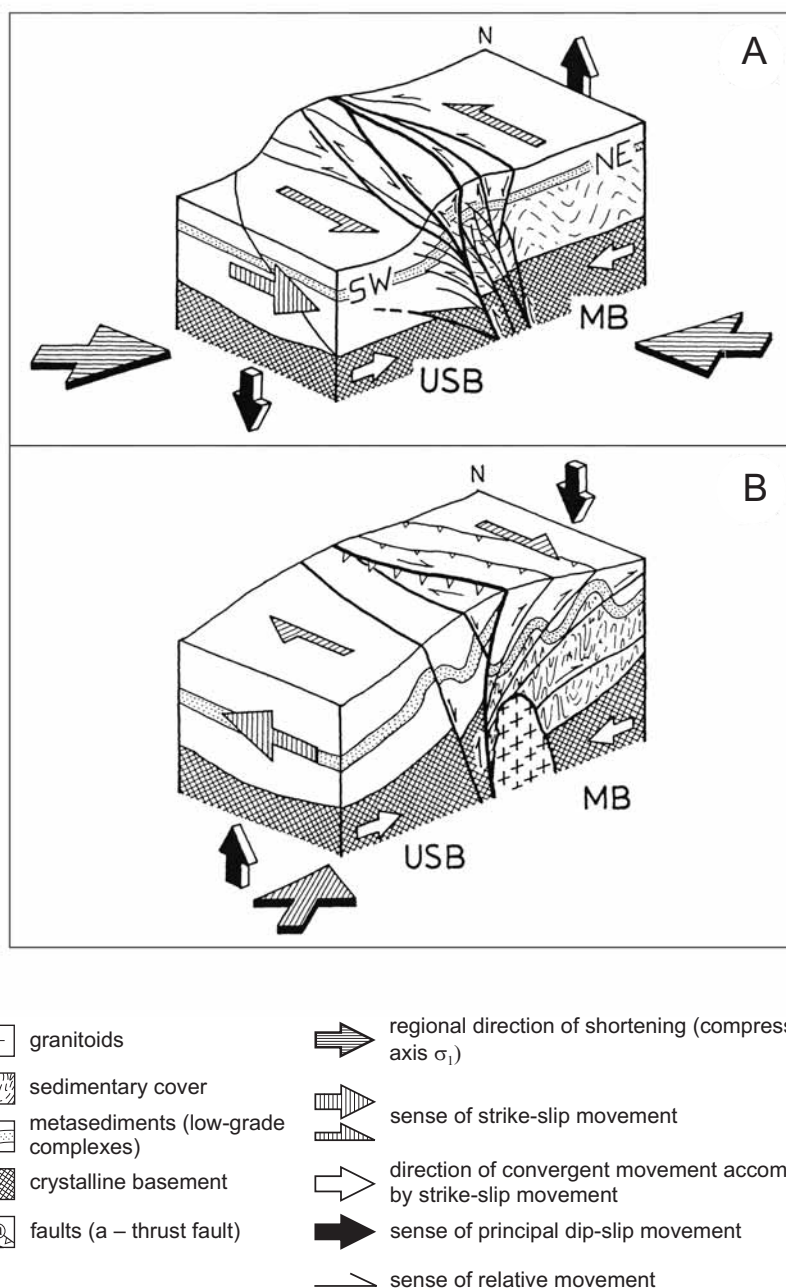 A
N
NE
SW
MB
USB
B
N
MB
USB
granitoids
sedimentary cover
metasediments (low-grade
complexes)
crystalline basement
faults (a – thrust fault)
regional direction of shortening (compress
axis σ1)
sense of strike-slip movement
direction of convergent movement accom
by strike-slip movement
sense of principal dip-slip movement
sense of relative movement